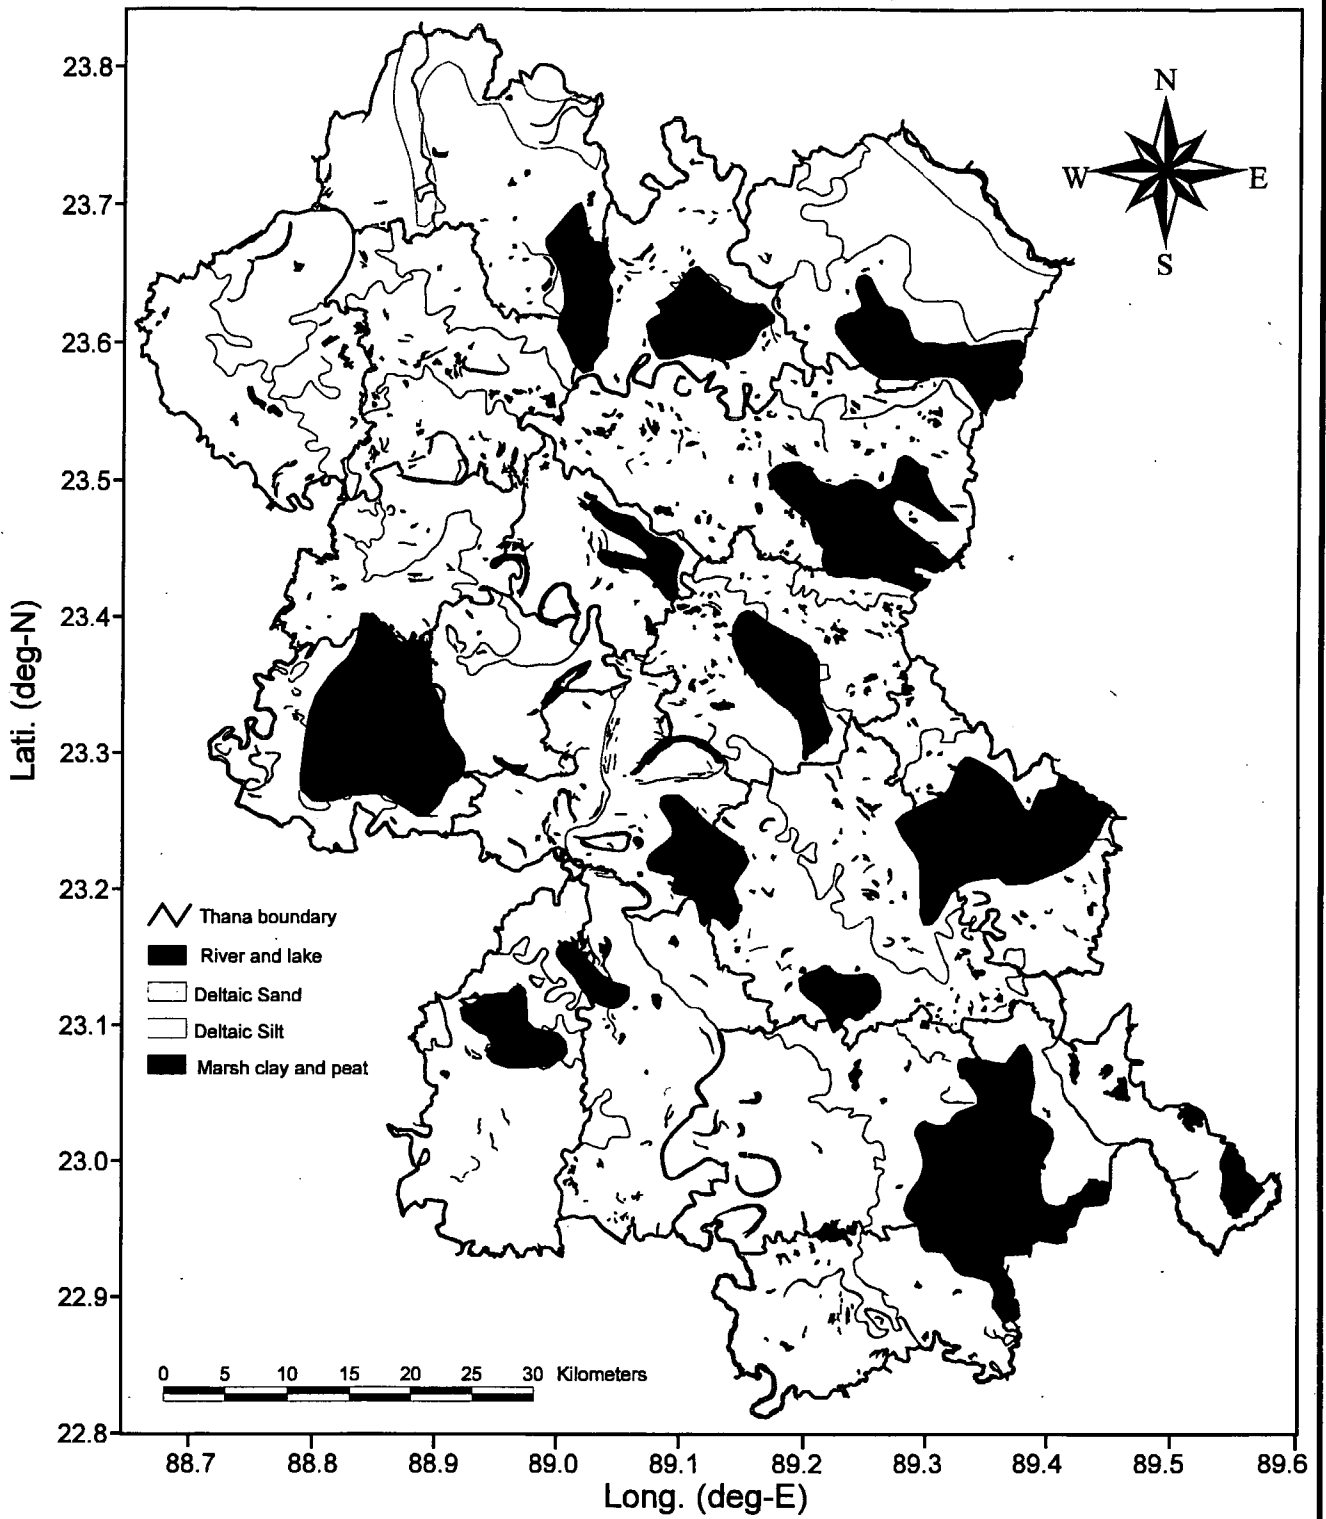 23.8
23.7
23.6
23.5
23.4
23.3
23.2
23.1
23.0
22.9
22.8
Lati. (deg-N)
N
W
E
S
Thana boundary
River and lake
Deltaic Sand
Deltaic Silt
Marsh clay and peat
0 5 10 15 20 25 30 Kilometers
88.7 88.8 88.9 89.0 89.1 89.2 89.3 89.4 89.5 89.6
Long. (deg-E)